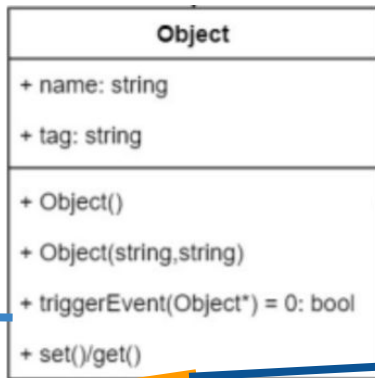 Object
+ name: string
+ tag: string
+ Object()
+ Object(string,string)
+ triggerEvent(Object*) = 0: bool
+ set()/get()